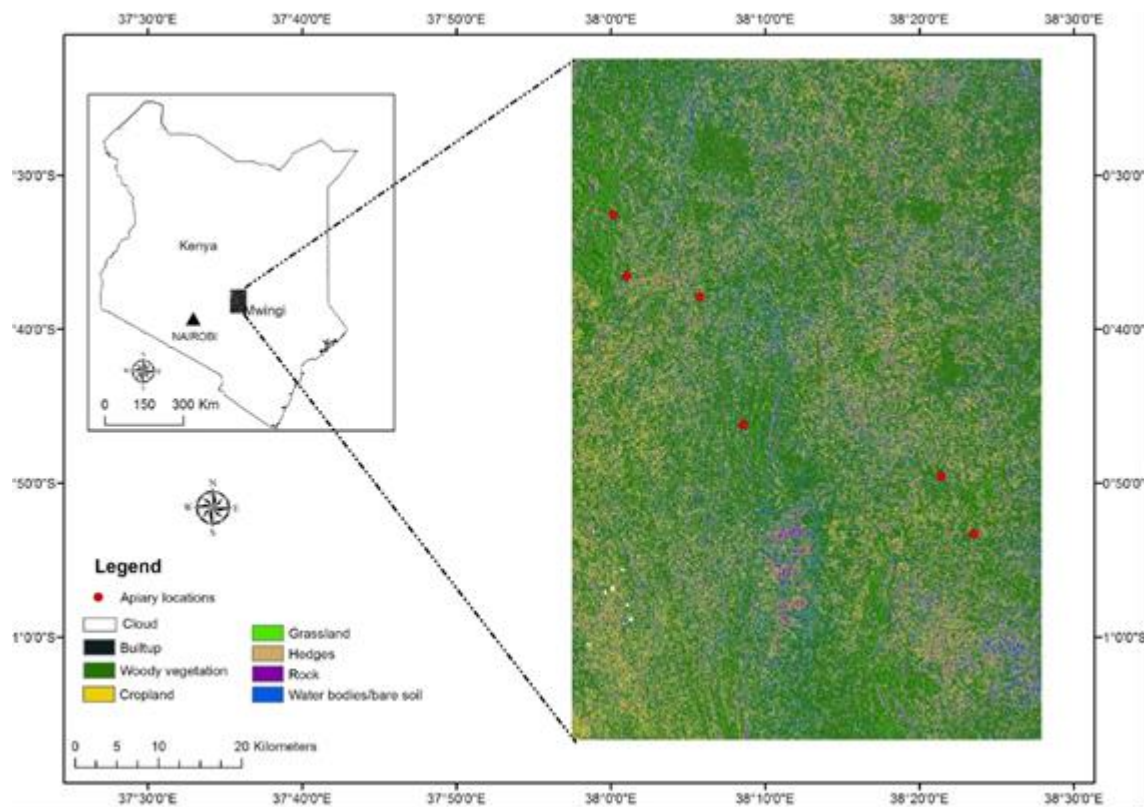 37°30'0"E 37°40'0"E 37°50'0"E 38°0'0"E 38°10'0"E 38°20'0"E 38°30'0"E
°30'0"S
0°30'0"S
Kenya
Mwingi
NAIROBI
0 150 300 Km
°40'0"S
0°40'0"S
°50'0"S
0°50'0"S
N
W E
S
Legend
Apiary locations
Cloud
Builtup
Woody vegetation
Cropland
Grassland
Hedges
Rock
Water bodies/bare soil
0 5 10 20 Kilometers
1°0'0"S
1°0'0"S
37°30'0"E 37°40'0"E 37°50'0"E 38°0'0"E 38°10'0"E 38°20'0"E 38°30'0"E